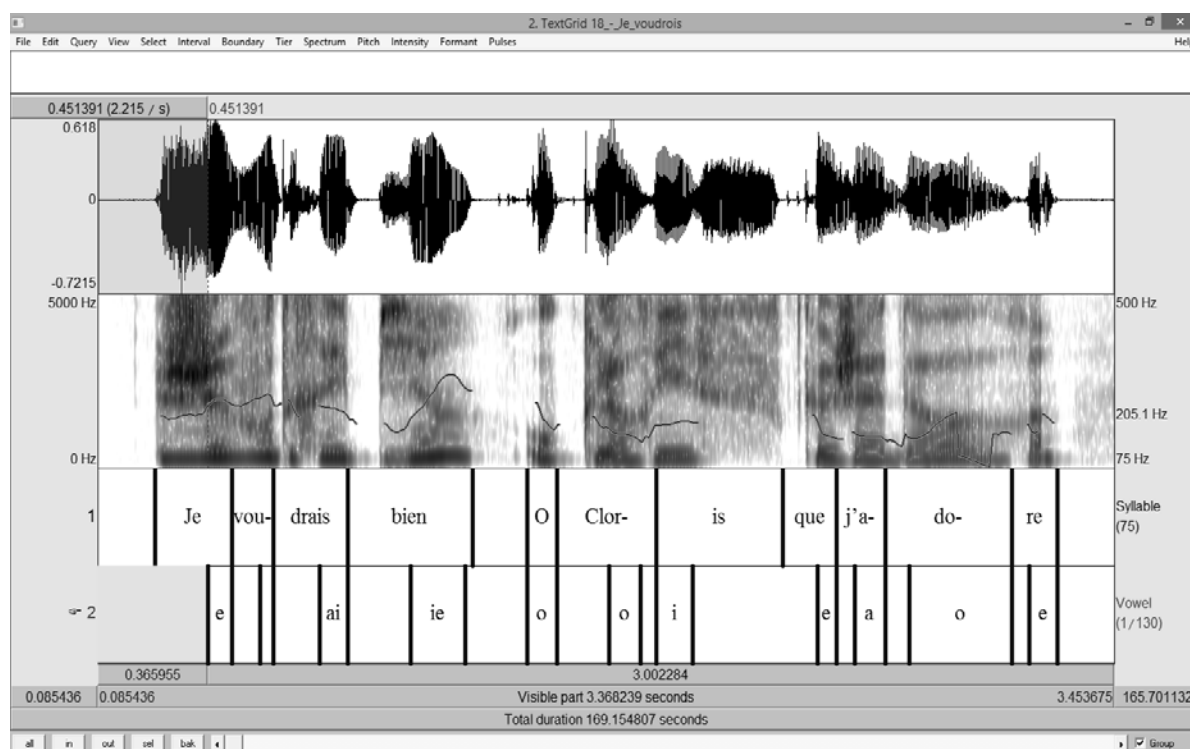 2. TextGrid 18_-_Je_voudrois
File Edit Query View Select Interval Boundary Tier Spectrum Pitch Intensity Formant Pulses Hel
0.451391 (2.215 / s) 0.451391
0.618
0
-0.7215
5000 Hz 500 Hz
205.1 Hz
0 Hz 75 Hz
1 Je vou- drais bien O Clor- is que j'a- do- re Syllable
(75)
2 e ai ie o o i e a o e Vowel
(1/130)
0.365955 3.002284
0.085436 0.085436 Visible part 3.368239 seconds 3.453675 165.701132
Total duration 169.154807 seconds
all in out sel bak Group